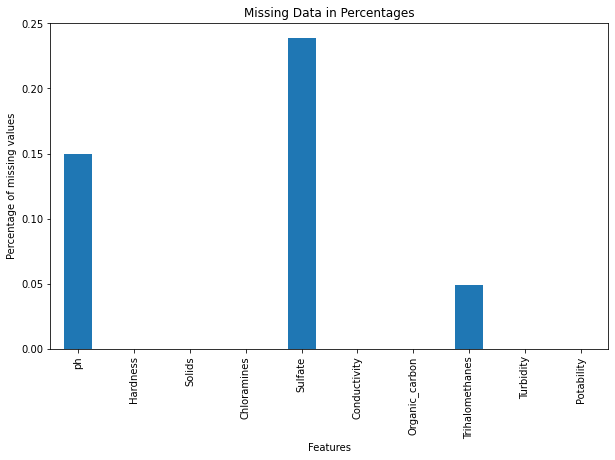 Missing Data in Percentages
Percentage of missing values
0.25
0.20
0.15
0.10
0.05
0.00
ph
Hardness
Solids
Chloramines
Sulfate
Conductivity
Organic_carbon
Trihalomethanes
Turbidity
Potability
Features